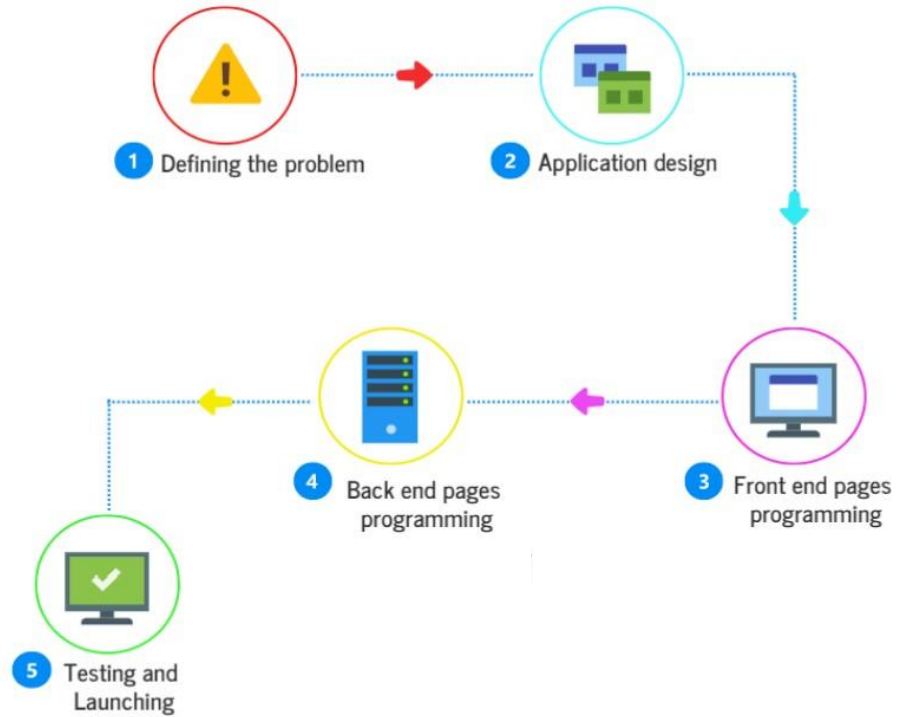 1 Defining the problem
2 Application design
3 Front end pages
programming
4 Back end pages
programming
5 Testing and
Launching